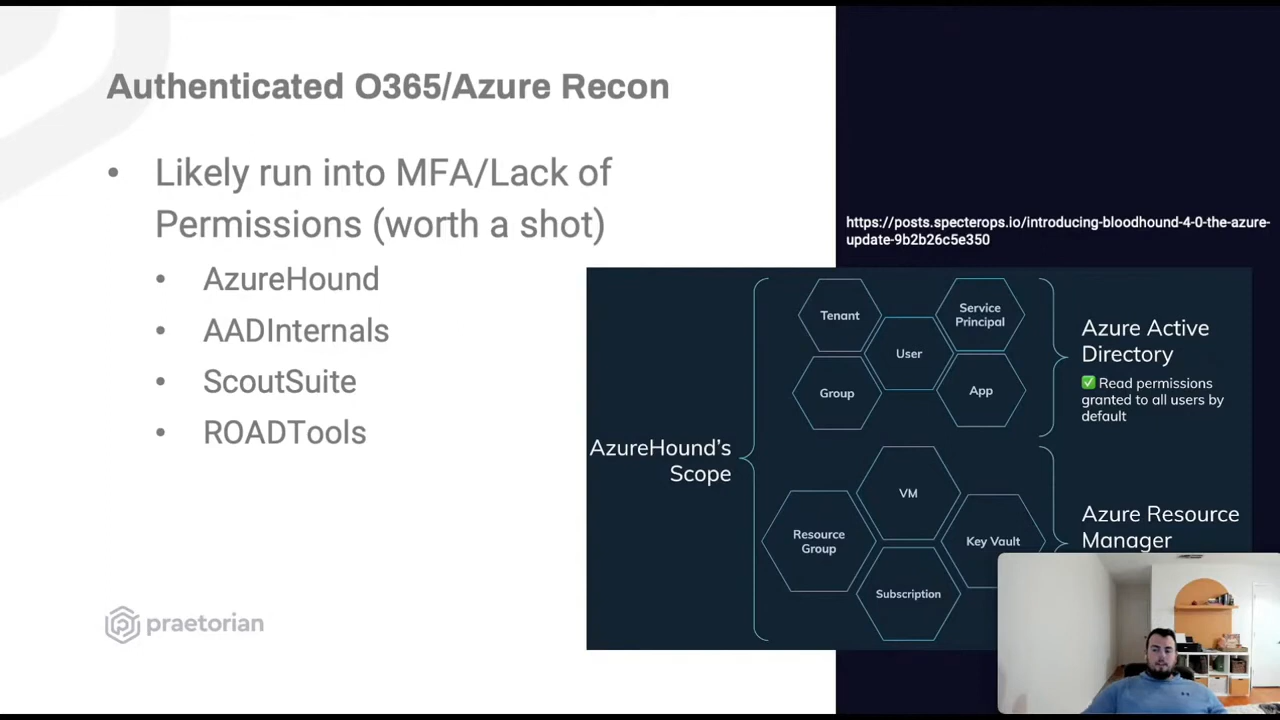 Authenticated O365/Azure Recon
• Likely run into MFA/Lack of
Permissions (worth a shot)
• AzureHound
• AADInternals
• ScoutSuite
• ROADTools
praetorian
https://posts.specterops.io/introducing-bloodhound-4-0-the-azure-
update-9b2b26c5e350
AzureHound's
Scope
Tenant
Service
Principal
User
Group
App
VM
Resource
Group
Key Vault
Subscription
Azure Active
Directory
✅ Read permissions
granted to all users by
default
Azure Resource
Manager